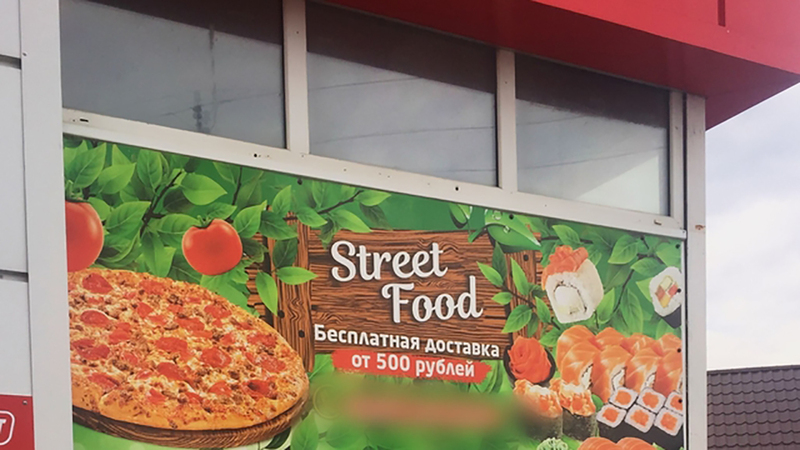 Street
Food
Бесплатная доставка
от 500 рублей